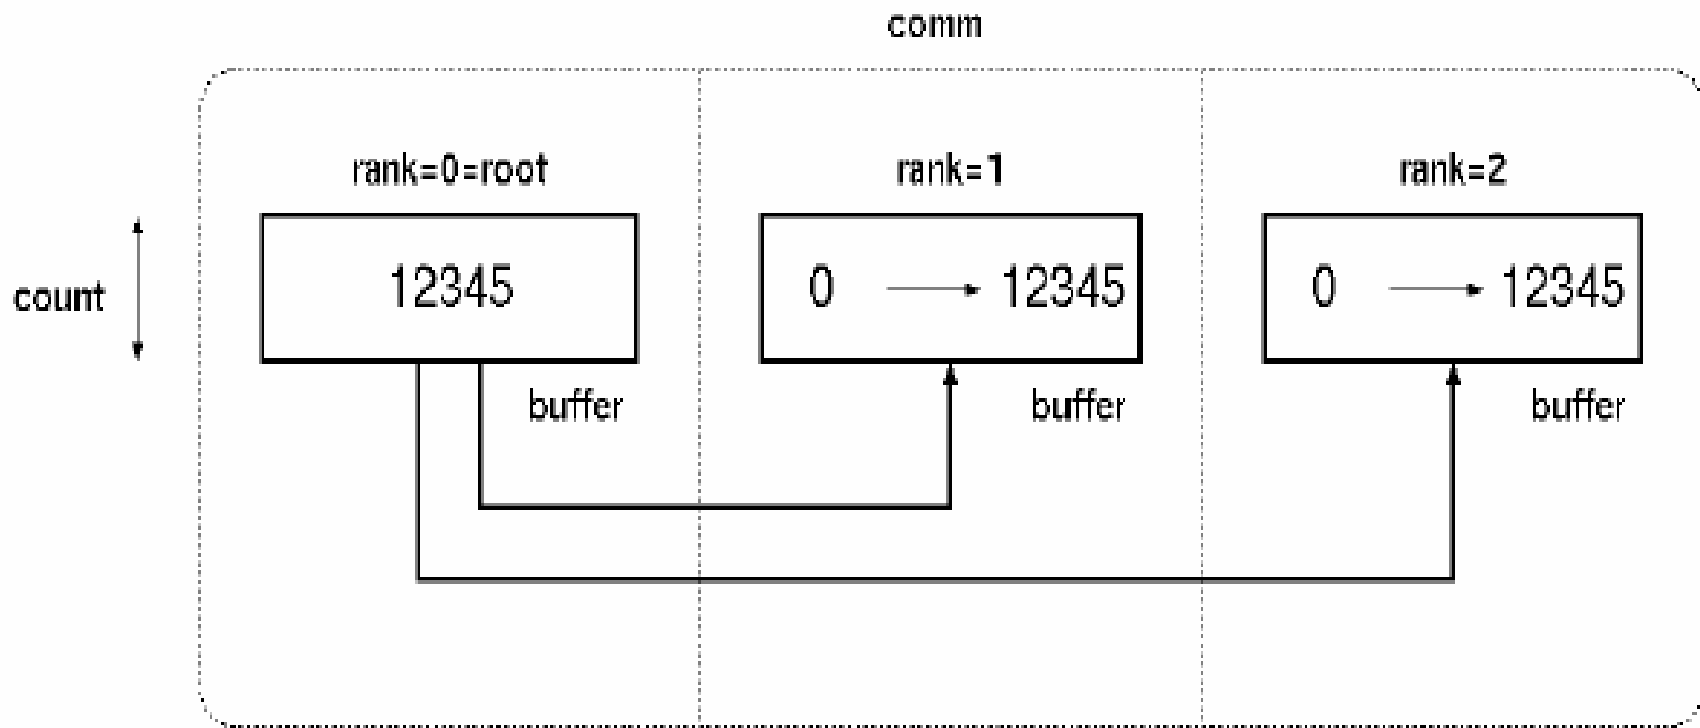 comm
rank=0=root
rank=1
rank=2
count
12345
0 12345
0 12345
buffer
buffer
buffer